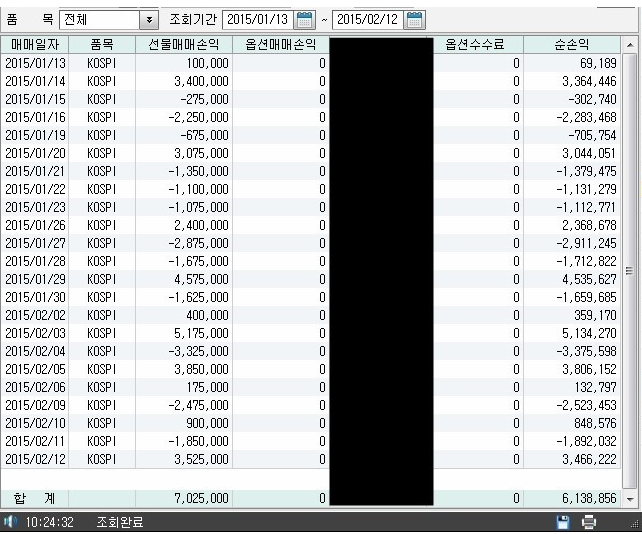 품 목 전체 조회기간 2015/01/13 ~ 2015/02/12
매매일자 품목 선물매매손익 옵션매매손익 옵션수수료 순손익
2015/01/13 KOSPI 100,000 0 0 69,189
2015/01/14 KOSPI 3,400,000 0 0 3,364,446
2015/01/15 KOSPI -275,000 0 0 -302,740
2015/01/16 KOSPI -2,250,000 0 0 -2,283,468
2015/01/19 KOSPI -675,000 0 0 -705,754
2015/01/20 KOSPI 3,075,000 0 0 3,044,051
2015/01/21 KOSPI -1,350,000 0 0 -1,379,475
2015/01/22 KOSPI -1,100,000 0 0 -1,131,279
2015/01/23 KOSPI -1,075,000 0 0 -1,112,771
2015/01/26 KOSPI 2,400,000 0 0 2,368,678
2015/01/27 KOSPI -2,875,000 0 0 -2,911,245
2015/01/28 KOSPI -1,675,000 0 0 -1,712,822
2015/01/29 KOSPI 4,575,000 0 0 4,535,627
2015/01/30 KOSPI -1,625,000 0 0 -1,659,685
2015/02/02 KOSPI 400,000 0 0 359,170
2015/02/03 KOSPI 5,175,000 0 0 5,134,270
2015/02/04 KOSPI -3,325,000 0 0 -3,375,598
2015/02/05 KOSPI 3,850,000 0 0 3,806,152
2015/02/06 KOSPI 175,000 0 0 132,797
2015/02/09 KOSPI -2,475,000 0 0 -2,523,453
2015/02/10 KOSPI 900,000 0 0 848,576
2015/02/11 KOSPI -1,850,000 0 0 -1,892,032
2015/02/12 KOSPI 3,525,000 0 0 3,466,222
합 계 7,025,000 0 0 6,138,856
10:24:32 조회완료